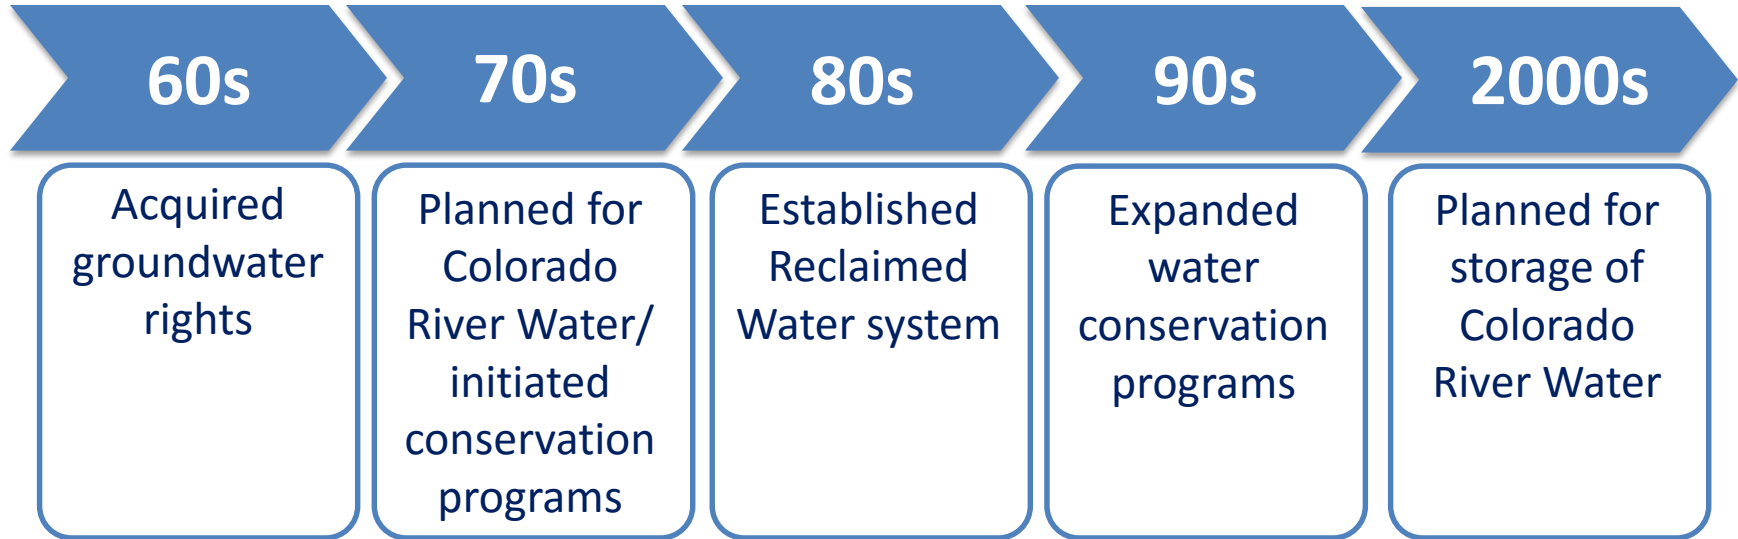 60s
70s
80s
90s
2000s
Acquired
groundwater
rights
Planned for
Colorado
River Water/
initiated
conservation
programs
Established
Reclaimed
Water system
Expanded
water
conservation
programs
Planned for
storage of
Colorado
River Water